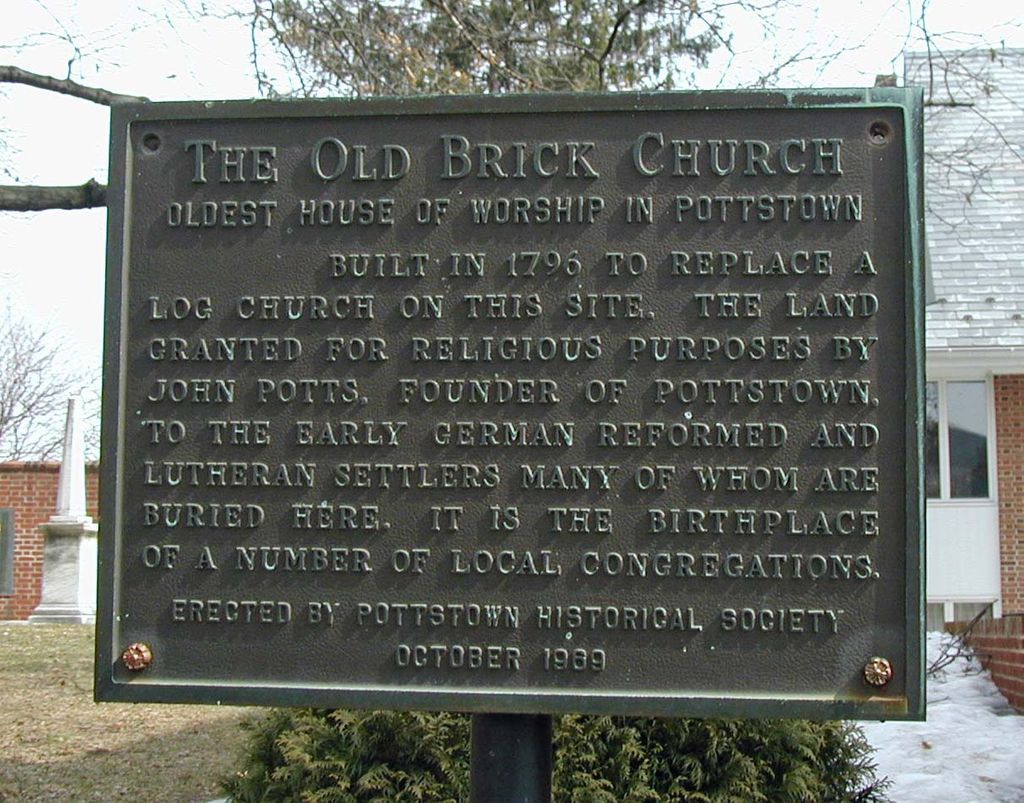 THE OLD BRICK CHURCH
OLDEST HOUSE OF WORSHIP IN POTTSTOWN
BUILT IN 1796 TO REPLACE A
LOG CHURCH ON THIS SITE. THE LAND
GRANTED FOR RELIGIOUS PURPOSES BY
JOHN POTTS, FOUNDER OF POTTSTOWN,
TO THE EARLY GERMAN REFORMED AND
LUTHERAN SETTLERS MANY OF WHOM ARE
BURIED HERE. IT IS THE BIRTHPLACE
OF A NUMBER OF LOCAL CONGREGATIONS.
ERECTED BY POTTSTOWN HISTORICAL SOCIETY
OCTOBER 1969